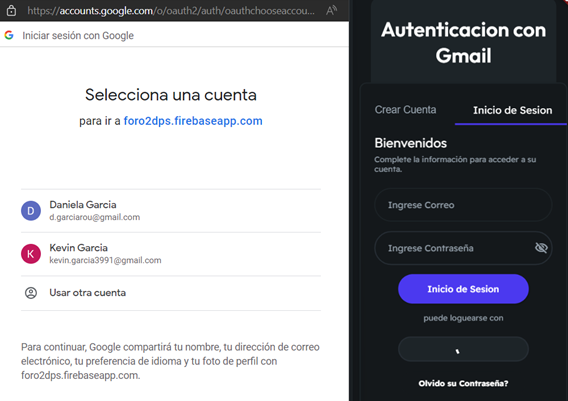 https://accounts.google.com/o/oauth2/auth/oauthchooseaccou...
Iniciar sesión con Google
Selecciona una cuenta
para ir a foro2dps.firebaseapp.com
D
Daniela Garcia
d.garciarou@gmail.com
K
Kevin Garcia
kevin.garcia3991@gmail.com
Usar otra cuenta
Para continuar, Google compartirá tu nombre, tu dirección de correo
electrónico, tu preferencia de idioma y tu foto de perfil con
foro2dps.firebaseapp.com.
Autenticacion con
Gmail
Crear Cuenta
Inicio de Sesion
Bienvenidos
Complete la información para acceder a su
cuenta.
Ingrese Correo
Ingrese Contraseña
Inicio de Sesion
puede loguearse con
Olvido su Contraseña?